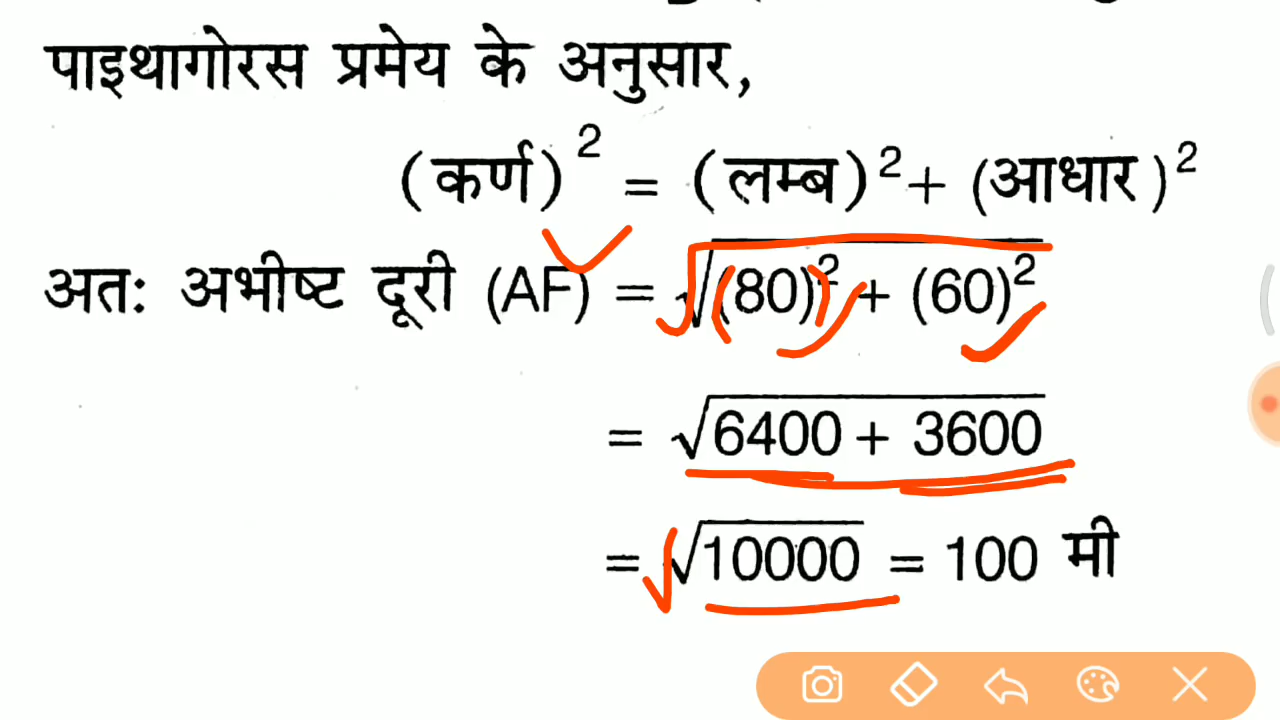 पाइथागोरस प्रमेय के अनुसार,
(कर्ण)² = (लम्ब)² + (आधार)²
अतः अभीष्ट दूरी (AF) = √(80)² + (60)²
= √6400 + 3600
= √10000 = 100 मी